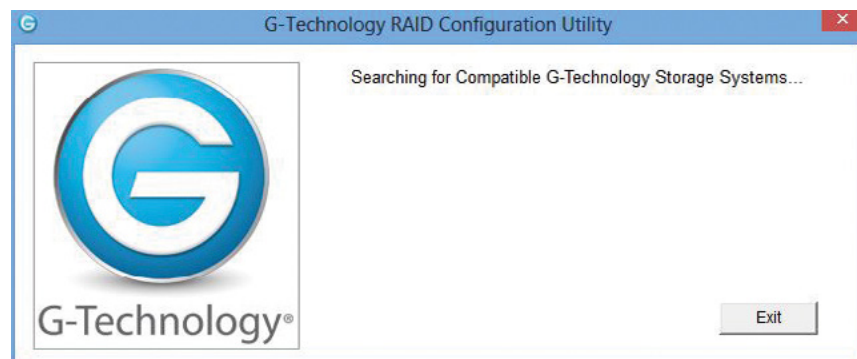 G-Technology RAID Configuration Utility
Searching for Compatible G-Technology Storage Systems...
G-Technology®
Exit